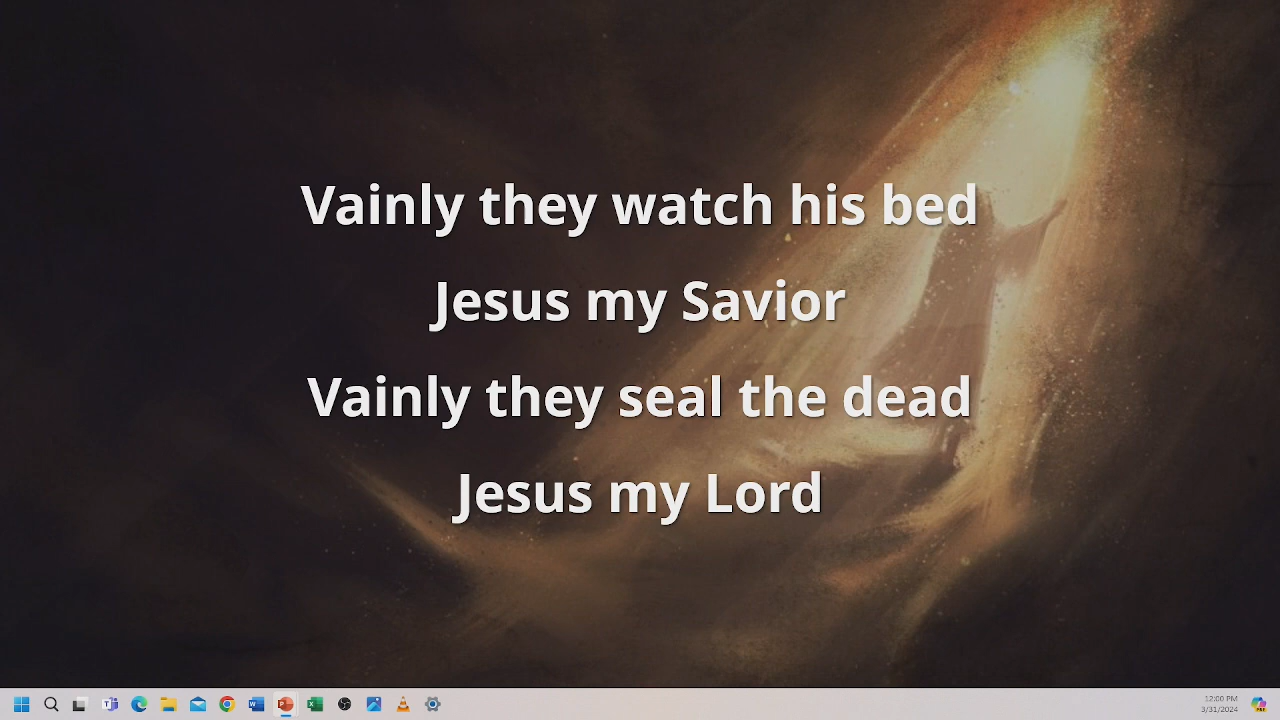 Vainly they watch his bed
Jesus my Savior
Vainly they seal the dead
Jesus my Lord
12:00 PM
3/31/2024